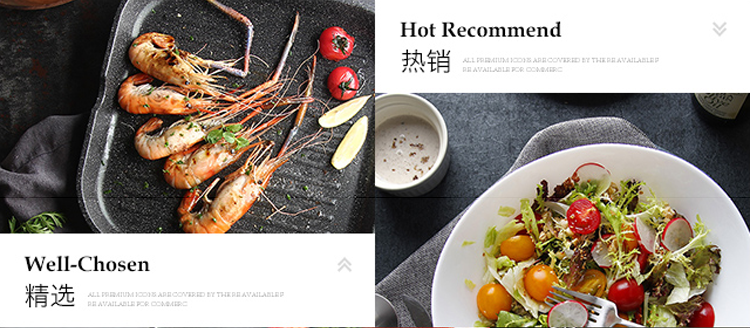 Hot Recommend
热销
ALL PREMIUM ICONS ARE COVERED BY THE RE AVAILABLE F
RE AVAILABLE FOR COMMERC
Well-Chosen
精选
ALL PREMIUM ICONS ARE COVERED BY THE RE AVAILABLE F
RE AVAILABLE FOR COMMERC